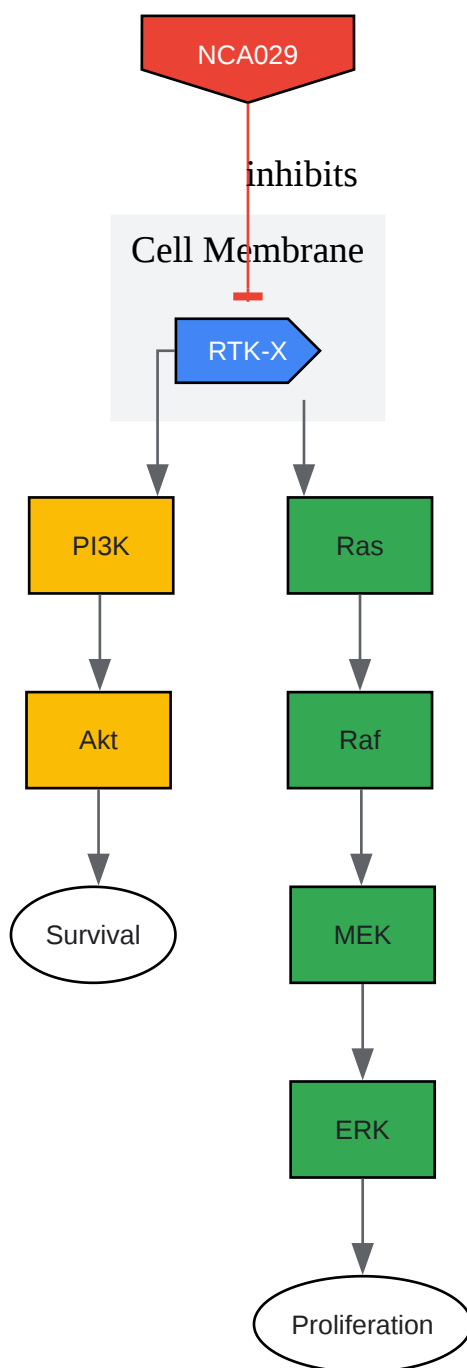 NCA029
inhibits
Cell Membrane
RTK-X
PI3K
Ras
Akt
Raf
Survival
MEK
ERK
Proliferation